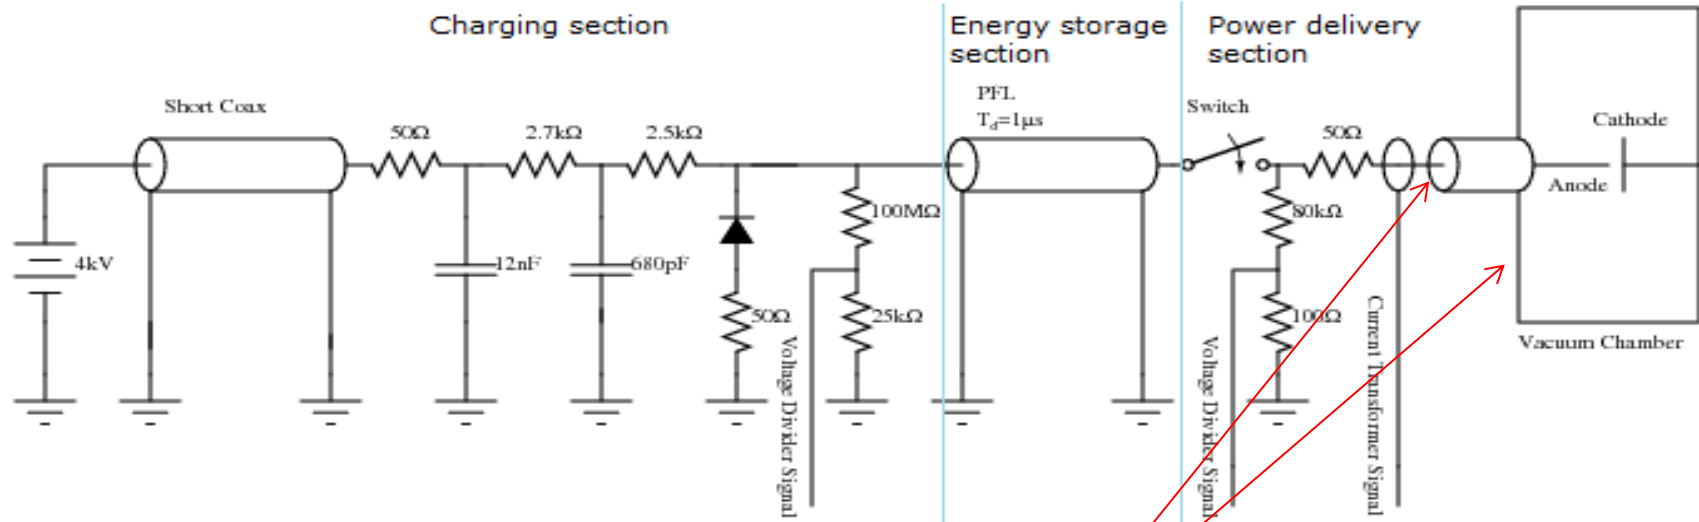 Charging section
Energy storage
section
Power delivery
section
PFL
T_d=1μs
Short Coax
Switch
50Ω
2.7kΩ
2.5kΩ
50Ω
Cathode
Anode
100MΩ
80kΩ
4kV
12nF
680pF
50Ω
25kΩ
100Ω
Vacuum Chamber
Voltage Divider Signal
Voltage Divider Signal
Current Transformer Signal